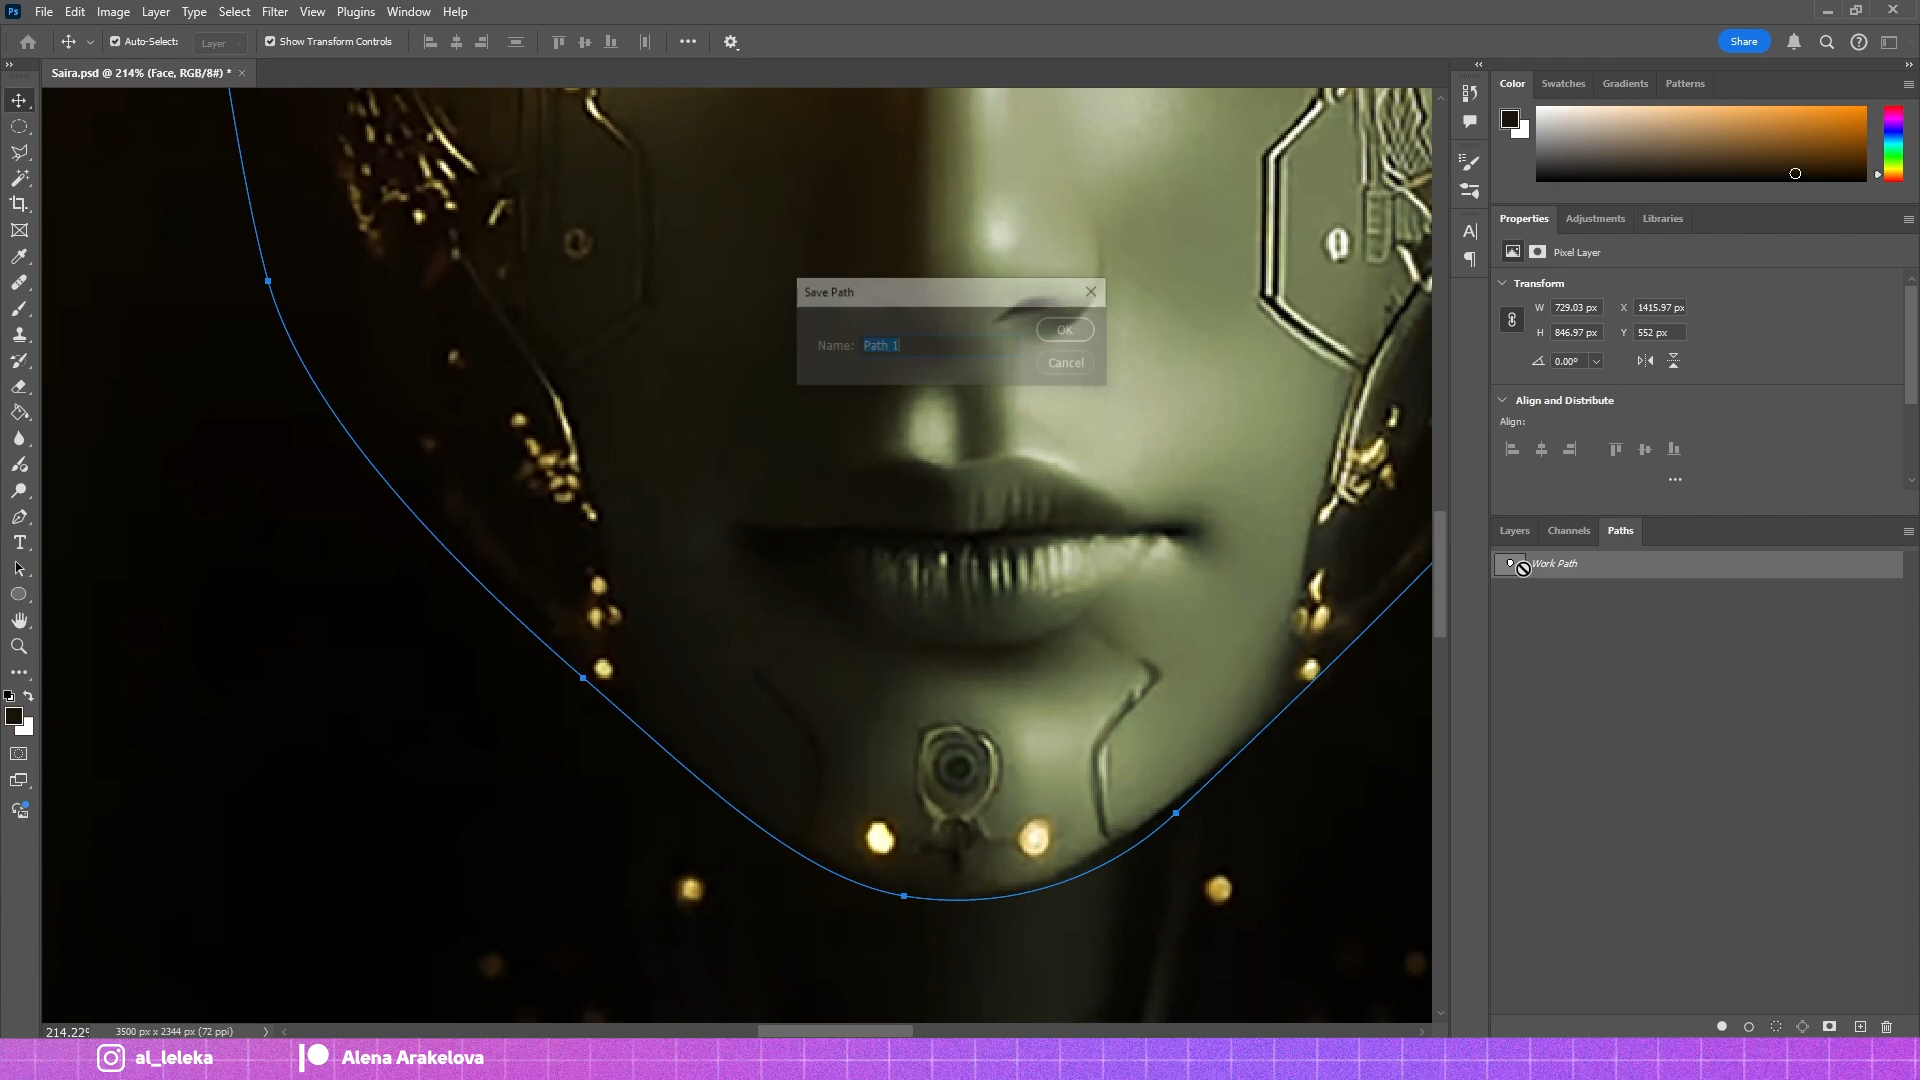 Ps File Edit Image Layer Type Select Filter View Plugins Window Help
Auto-Select: Layer Show Transform Controls Share
Saira.psd @ 214% (Face, RGB/8#) *
Color Swatches Gradients Patterns
Properties Adjustments Libraries
Pixel Layer
Transform
W 729.03 px X 1415.97 px
H 846.97 px Y 552 px
0.00°
Align and Distribute
Align:
Save Path
Name: Path 1
OK
Cancel
Layers Channels Paths
Work Path
214.22%
3500 px x 2344 px (72 ppi)
al_leleka
Alena Arakelova